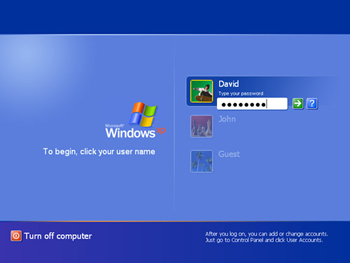 Microsoft
Windows xp
To begin, click your user name
David
Type your password
?
John
Guest
Turn off computer
After you log on, you can add or change accounts.
Just go to Control Panel and click User Accounts.